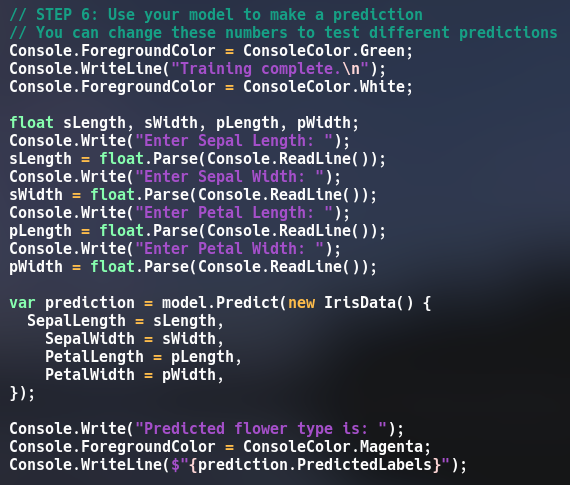 // STEP 6: Use your model to make a prediction
// You can change these numbers to test different predictions
Console.ForegroundColor = ConsoleColor.Green;
Console.WriteLine("Training complete.\n");
Console.ForegroundColor = ConsoleColor.White;

float sLength, sWidth, pLength, pWidth;
Console.Write("Enter Sepal Length: ");
sLength = float.Parse(Console.ReadLine());
Console.Write("Enter Sepal Width: ");
sWidth = float.Parse(Console.ReadLine());
Console.Write("Enter Petal Length: ");
pLength = float.Parse(Console.ReadLine());
Console.Write("Enter Petal Width: ");
pWidth = float.Parse(Console.ReadLine());

var prediction = model.Predict(new IrisData() {
  SepalLength = sLength,
    SepalWidth = sWidth,
    PetalLength = pLength,
    PetalWidth = pWidth,
});

Console.Write("Predicted flower type is: ");
Console.ForegroundColor = ConsoleColor.Magenta;
Console.WriteLine($"{prediction.PredictedLabels}");